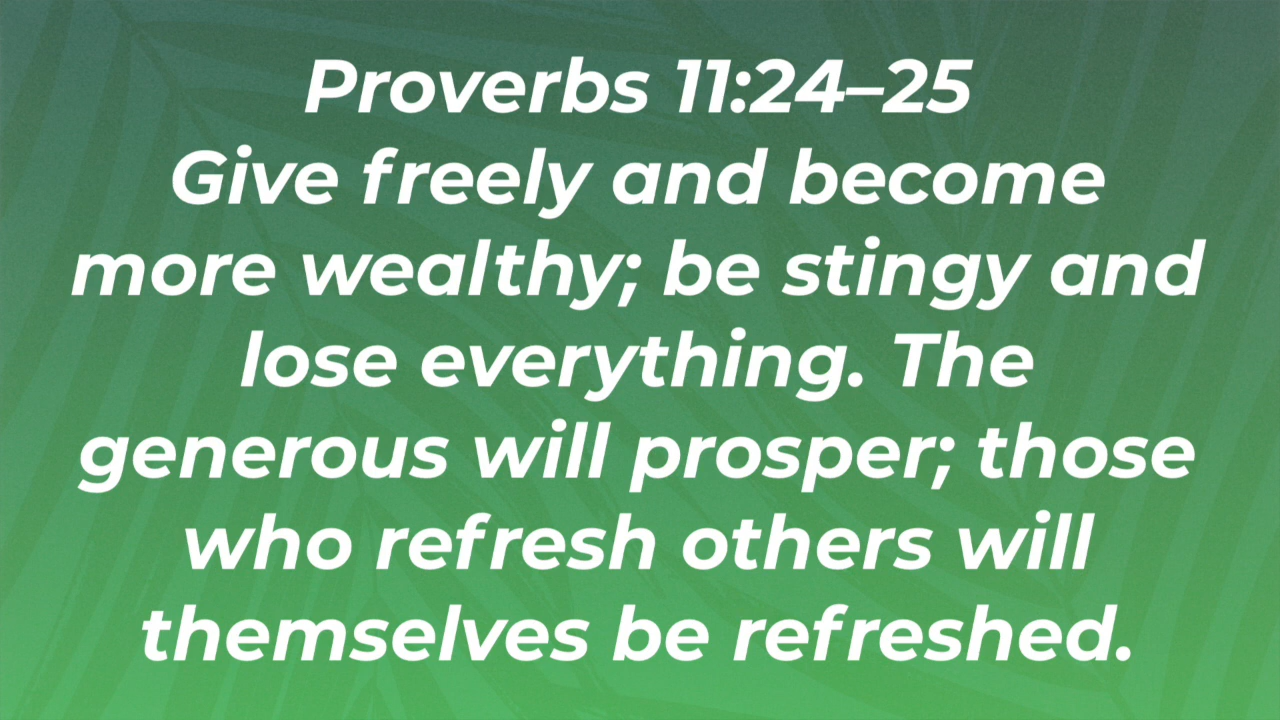 Proverbs 11:24–25
Give freely and become
more wealthy; be stingy and
lose everything. The
generous will prosper; those
who refresh others will
themselves be refreshed.